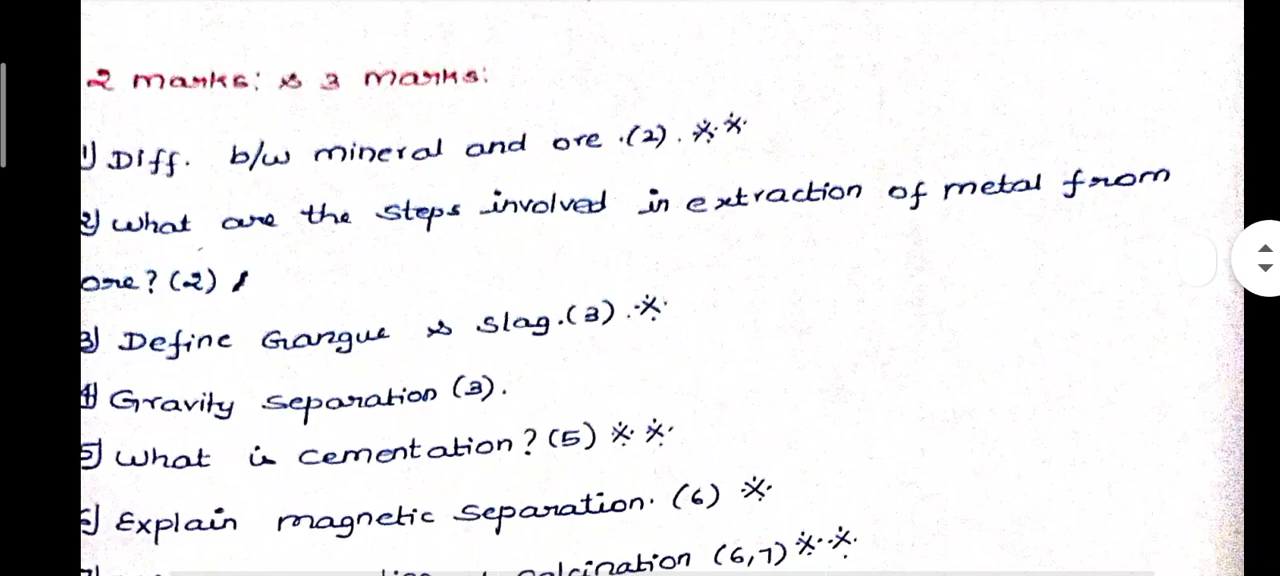 2 marks: & 3 marks:
1) Diff. b/w mineral and ore .(2). ※ ※
2) what are the steps involved in extraction of metal from
ore? (2)
3) Define Gangue & slag.(3). ※
4) Gravity separation (3).
5) what is cementation? (5) ※ ※
6) Explain magnetic separation. (6) ※
calcination (6,7) ※ ※